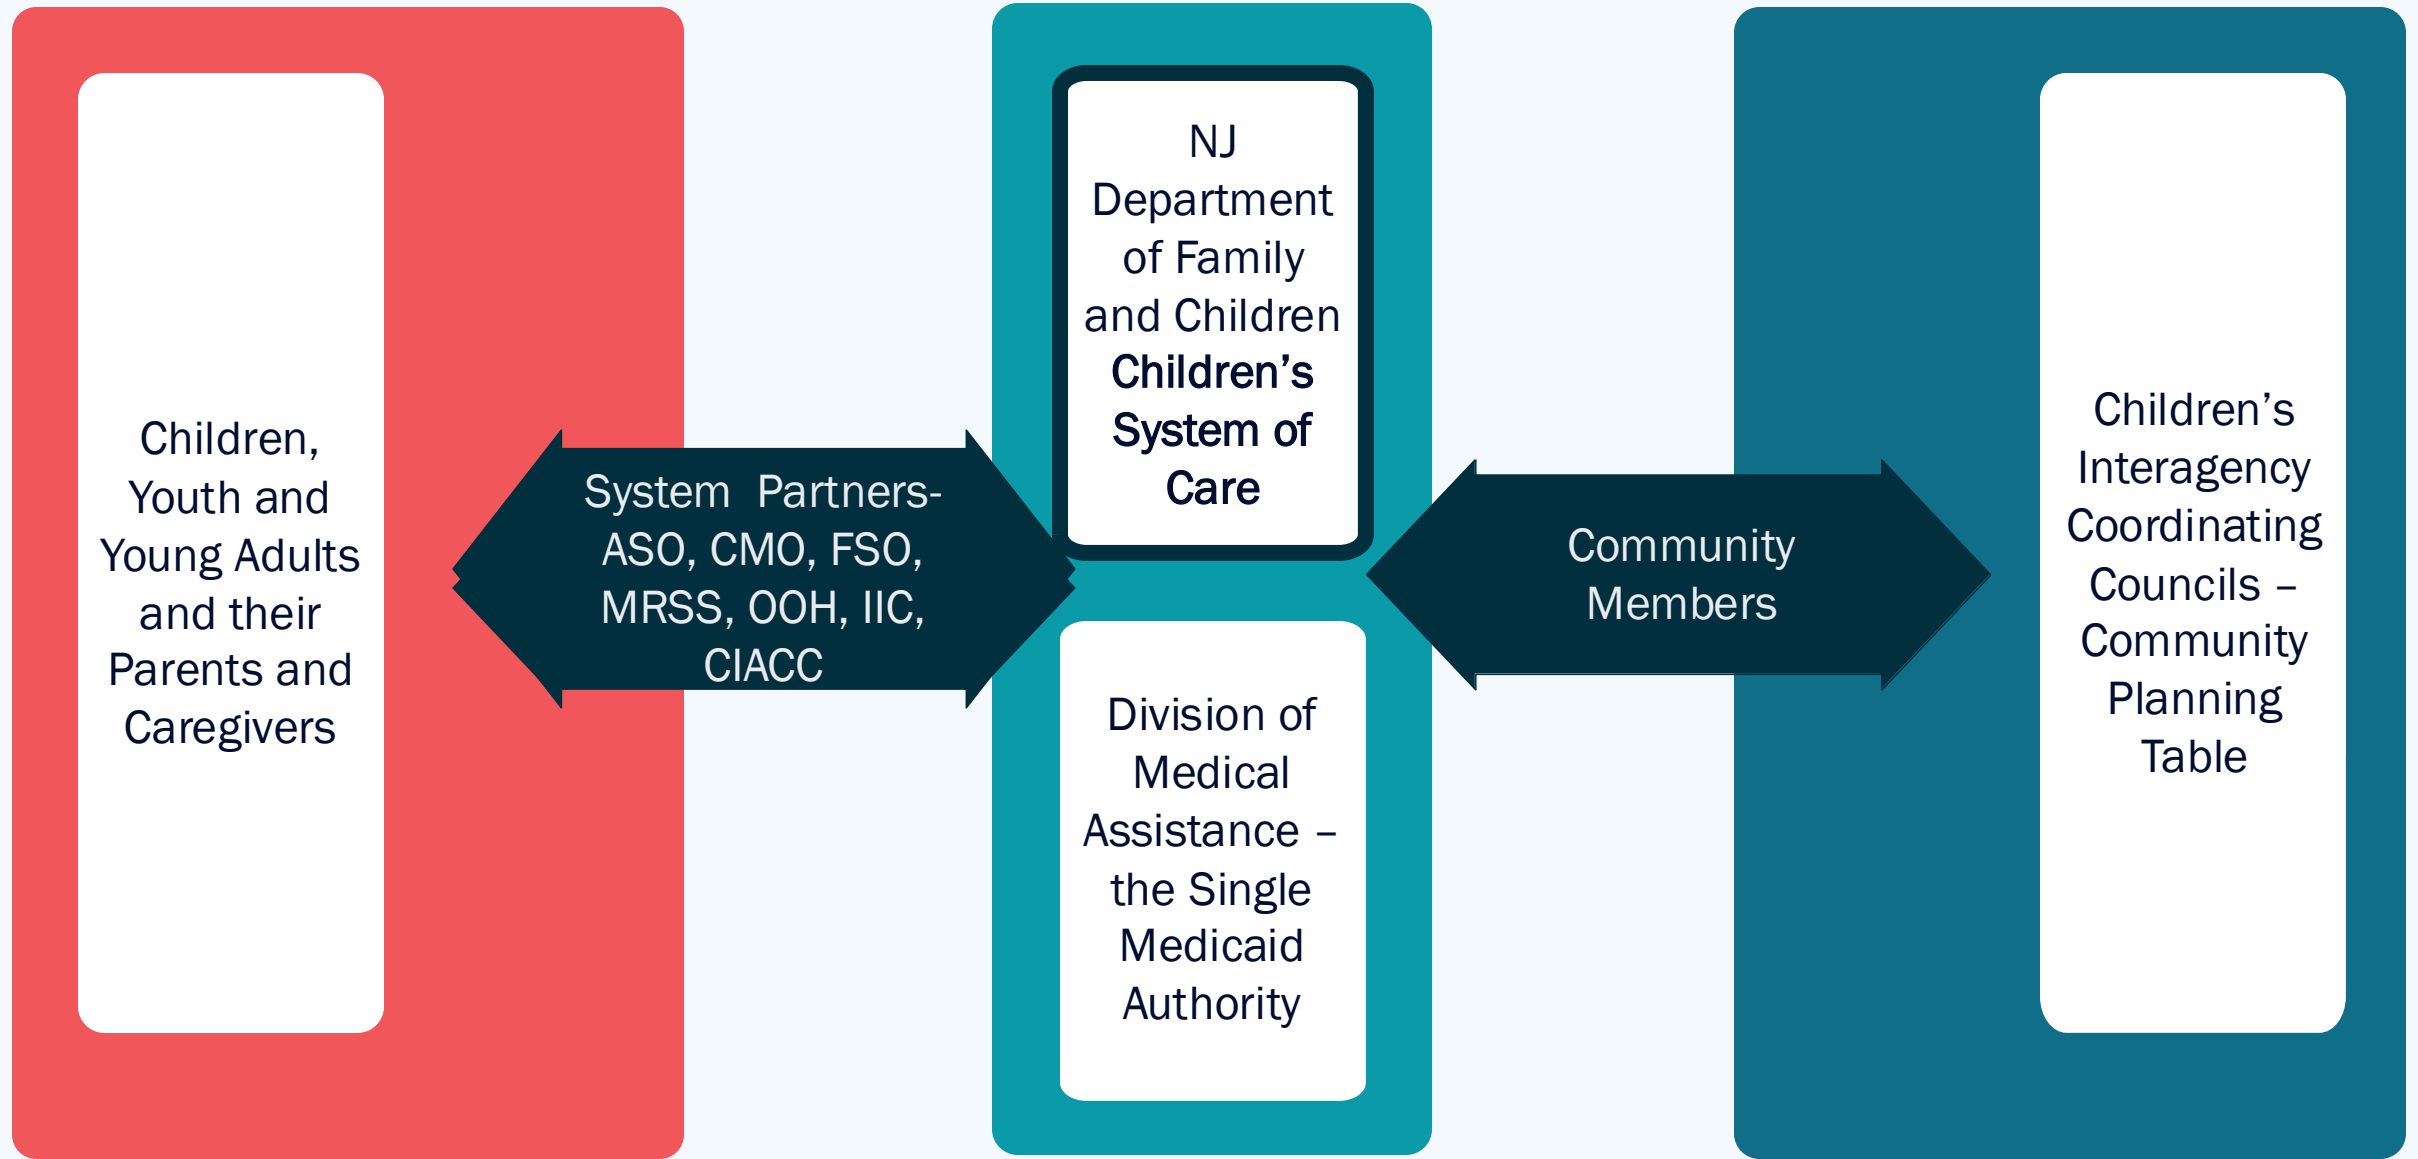 Children,
Youth and
Young Adults
and their
Parents and
Caregivers
System  Partners-
ASO, CMO, FSO,
MRSS, OOH, IIC,
CIACC
NJ
Department
of Family
and Children
Children’s
System of
Care
Division of
Medical
Assistance –
the Single
Medicaid
Authority
Community
Members
Children’s
Interagency
Coordinating
Councils –
Community
Planning
Table